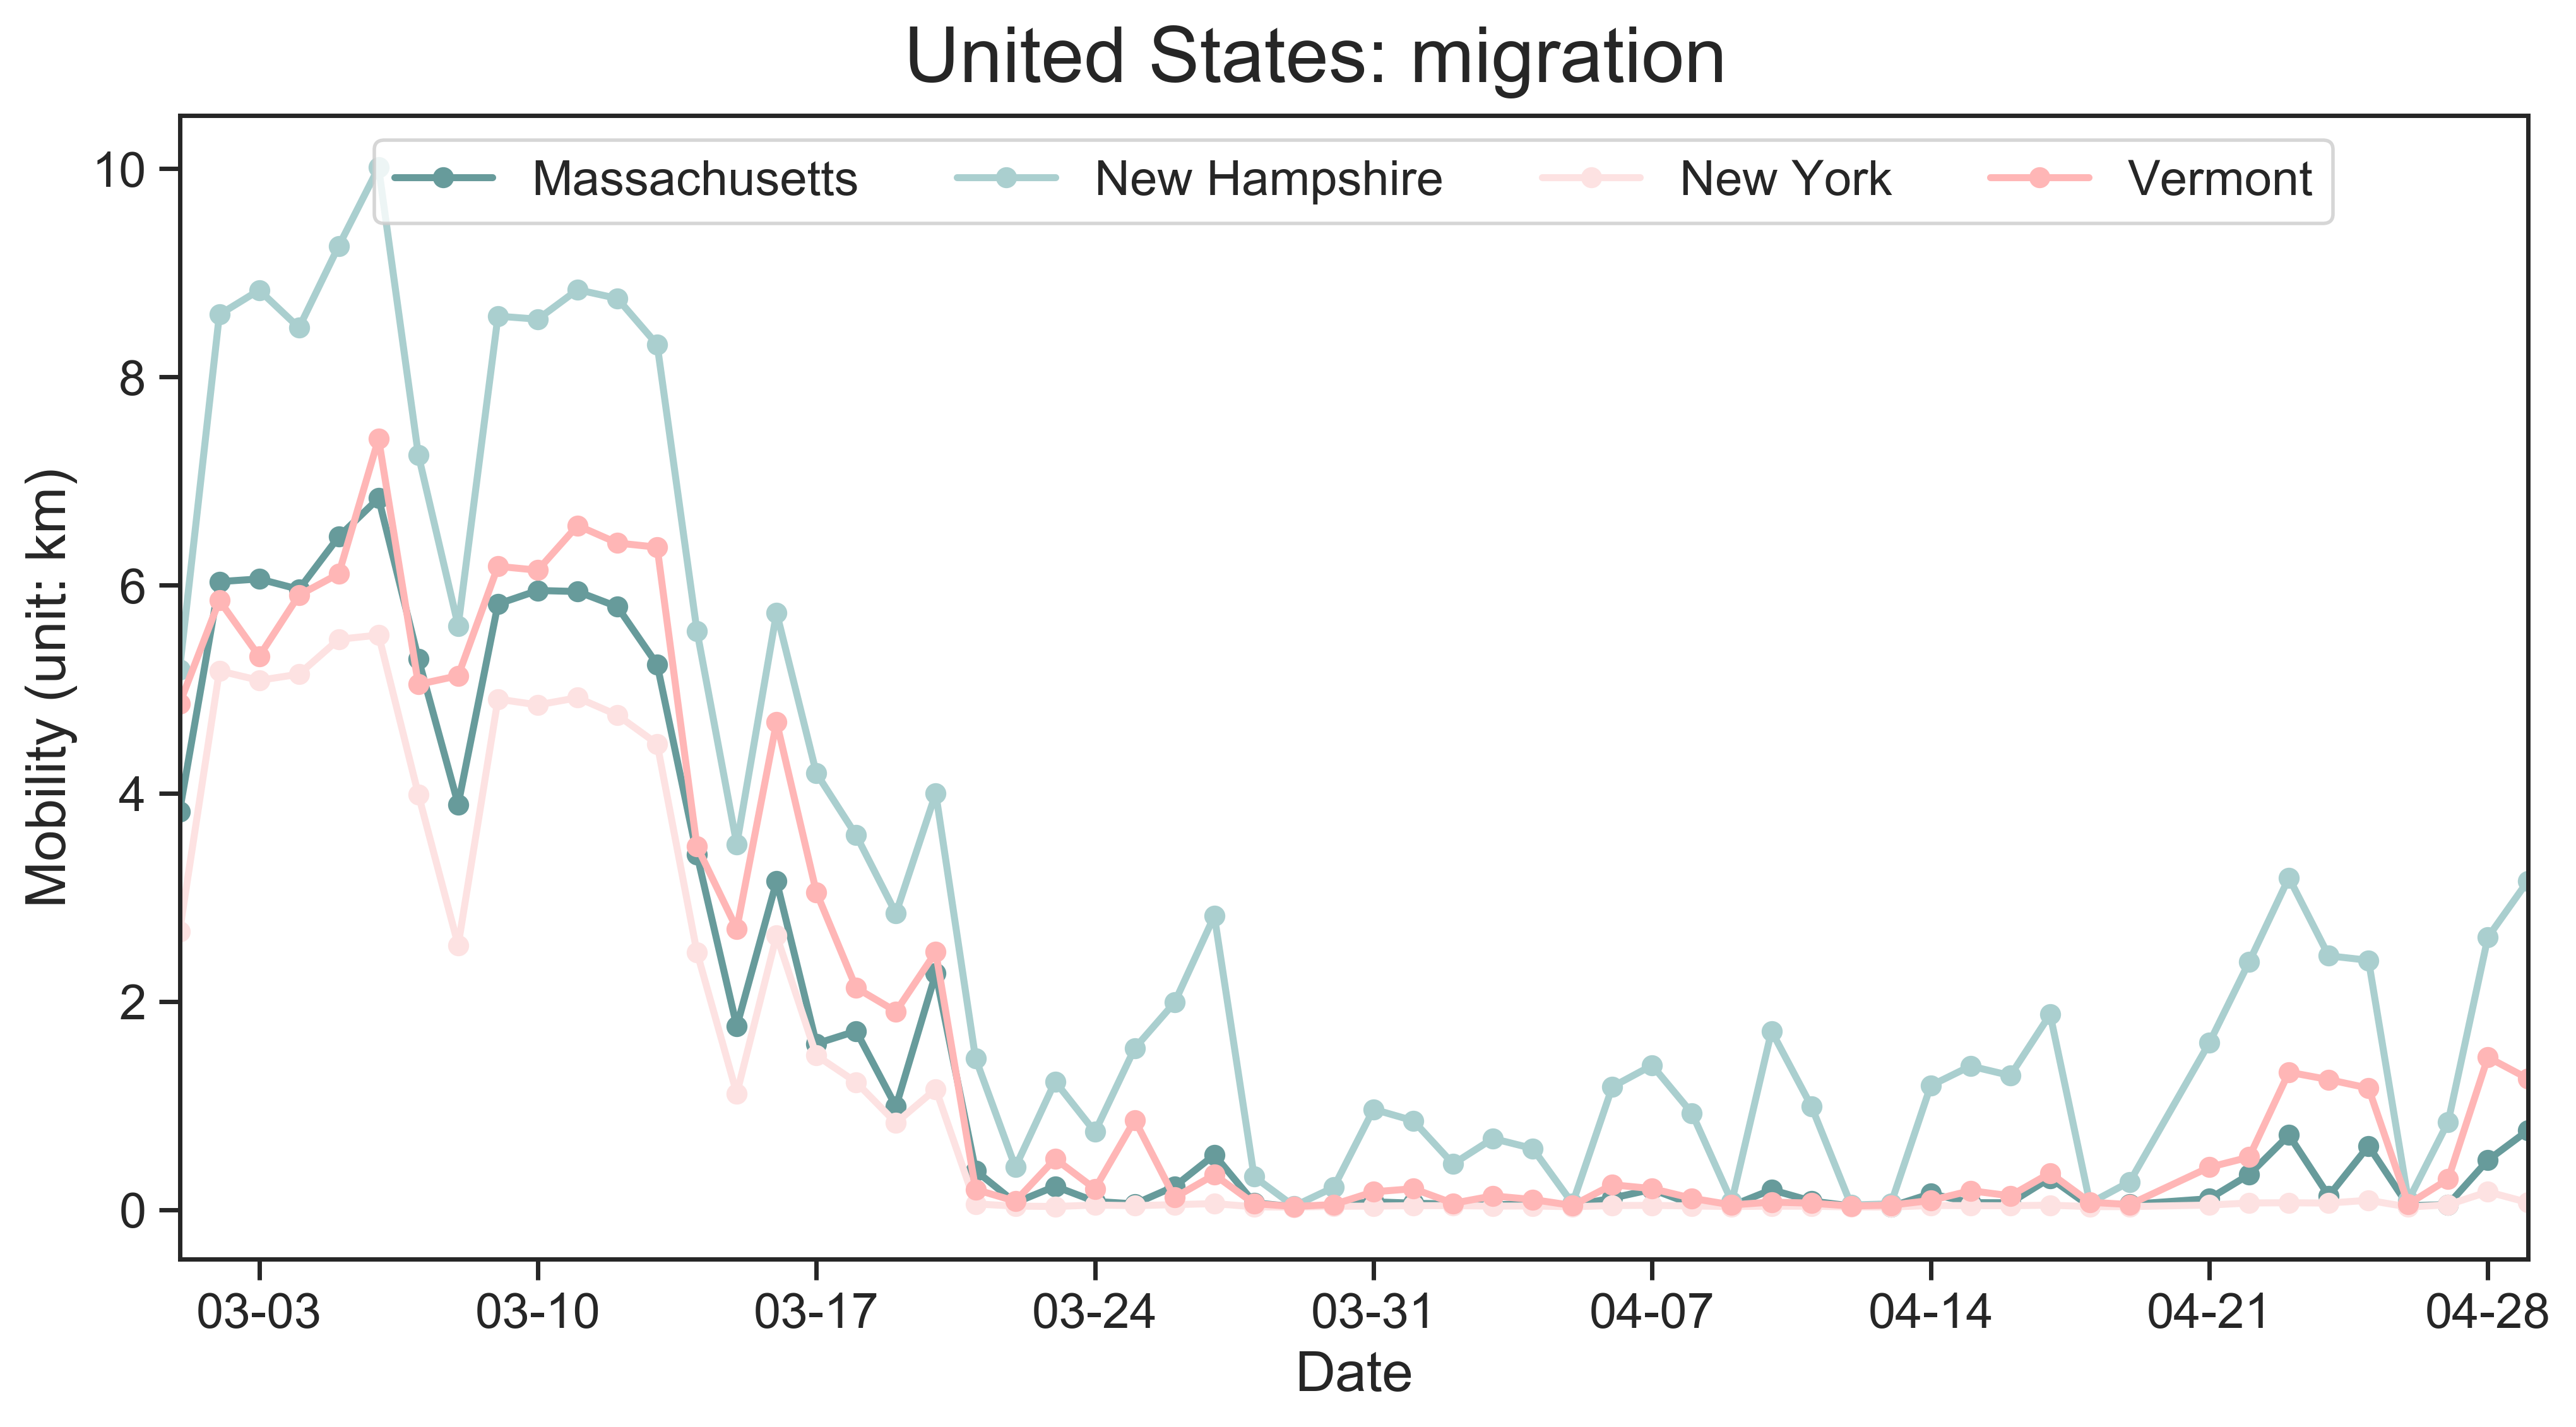 United States: migration
Massachusetts New Hampshire New York Vermont
Mobility (unit: km)
10
8
6
4
2
0
03-03 03-10 03-17 03-24 03-31 04-07 04-14 04-21 04-28
Date